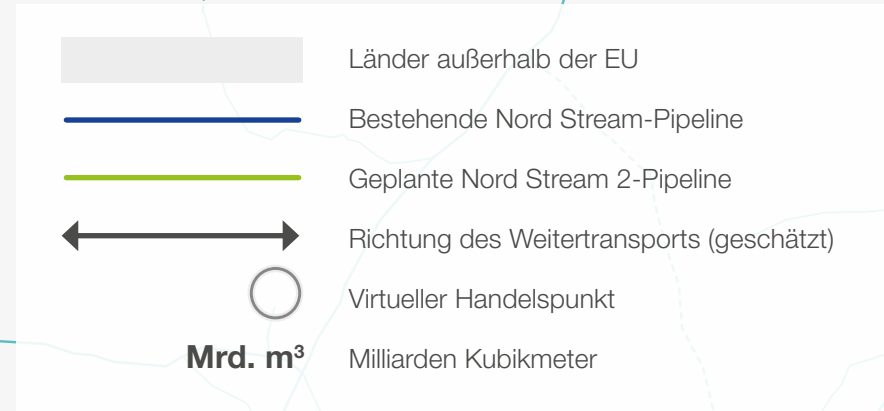 Länder außerhalb der EU
Bestehende Nord Stream-Pipeline
Geplante Nord Stream 2-Pipeline
Richtung des Weitertransports (geschätzt)
Virtueller Handelspunkt
Mrd. m³ Milliarden Kubikmeter